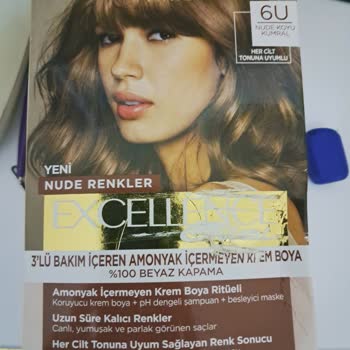 6U
NUDE KOYU
KUMRAL
HER CİLT
TONUNA UYUMLU
YENİ
NUDE RENKLER
EXCELLENCE
3'LÜ BAKIM İÇEREN AMONYAK İÇERMEYEN KREM BOYA
%100 BEYAZ KAPAMA
Amonyak İçermeyen Krem Boya Ritüeli
Koruyucu krem boya + pH dengeli şampuan + besleyici maske
Uzun Süre Kalıcı Renkler
Canlı, yumuşak ve parlak görünen saçlar
Her Cilt Tonuna Uyum Sağlayan Renk Sonucu